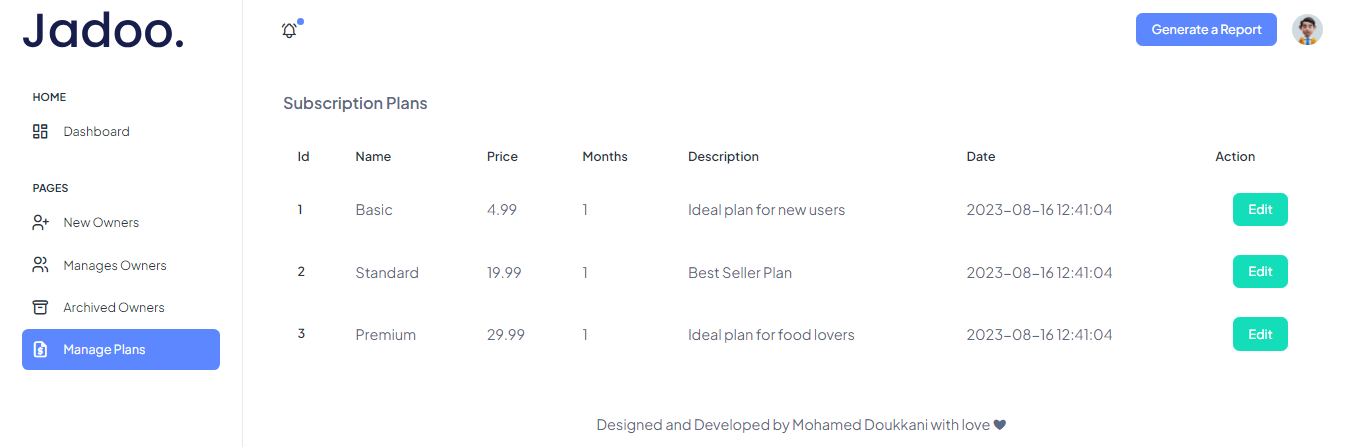 Jadoo.
Generate a Report
HOME
Dashboard
PAGES
New Owners
Manages Owners
Archived Owners
Manage Plans
Subscription Plans
Id Name Price Months Description Date Action
1 Basic 4.99 1 Ideal plan for new users 2023-08-16 12:41:04 Edit
2 Standard 19.99 1 Best Seller Plan 2023-08-16 12:41:04 Edit
3 Premium 29.99 1 Ideal plan for food lovers 2023-08-16 12:41:04 Edit
Designed and Developed by Mohamed Doukkani with love